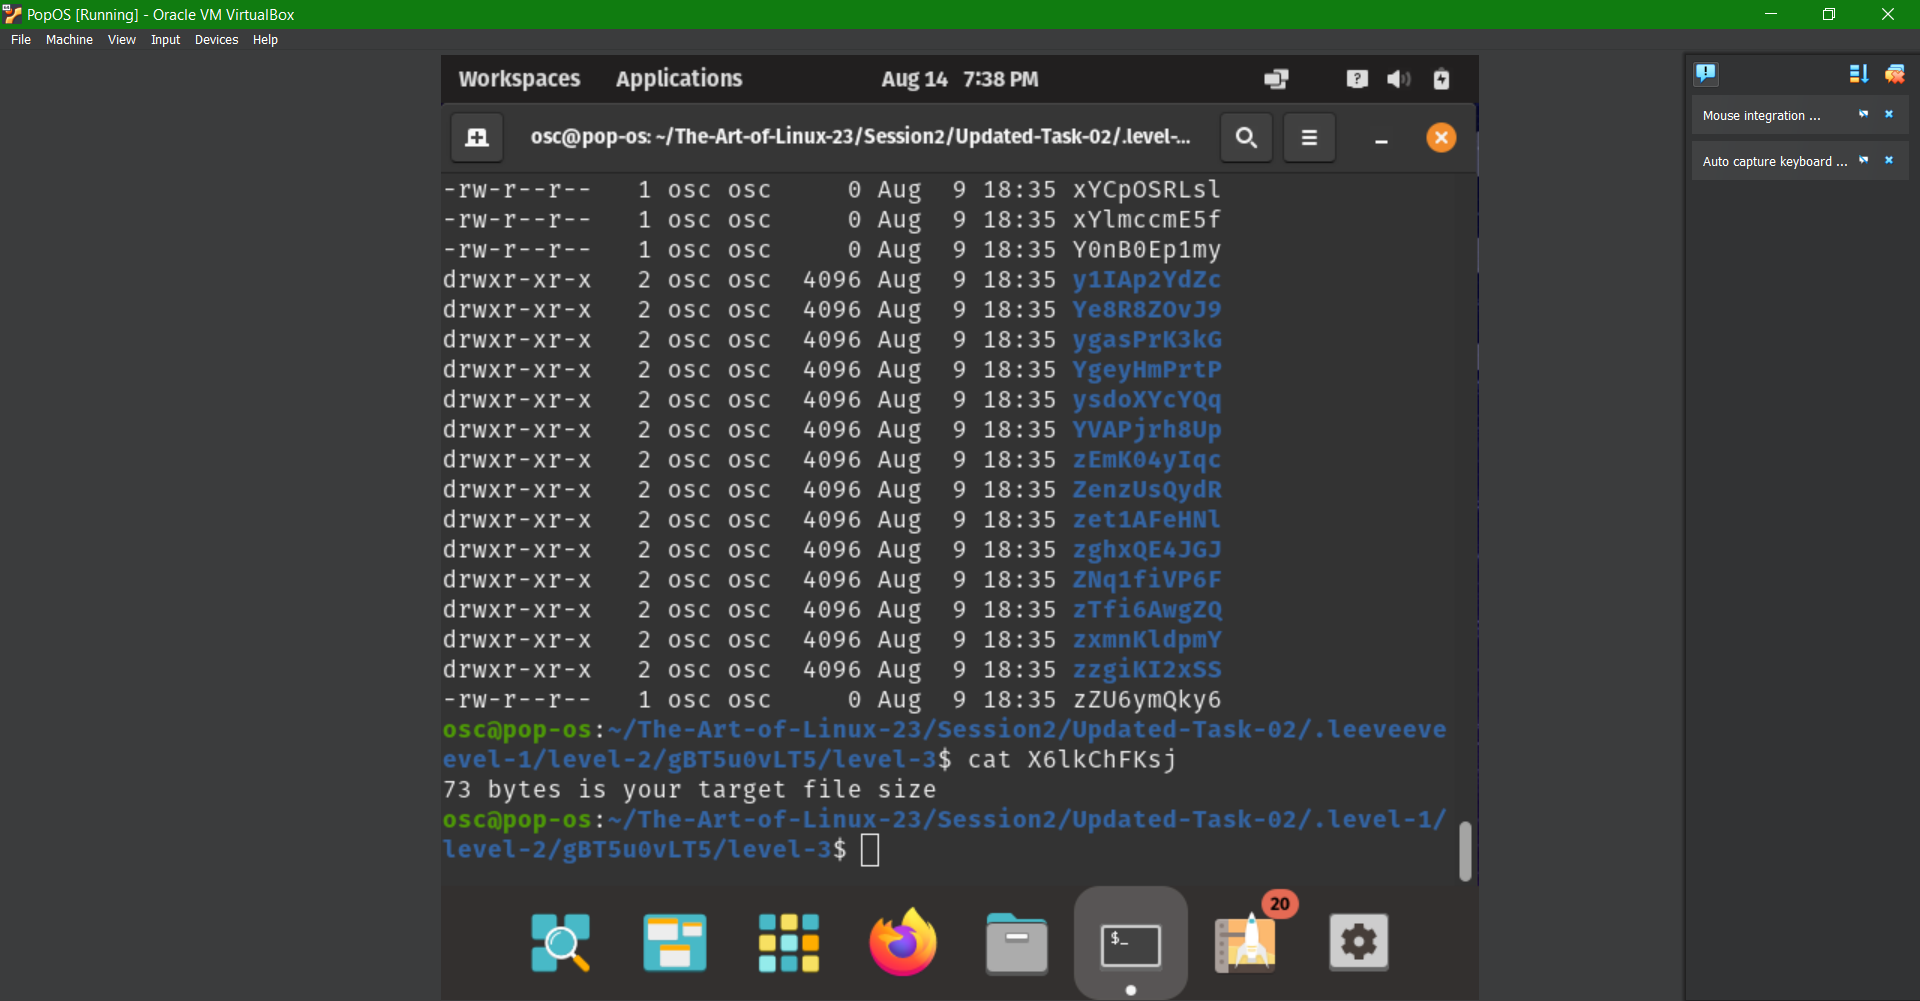 PopOS [Running] - Oracle VM VirtualBox
File Machine View Input Devices Help
Workspaces Applications Aug 14 7:38 PM
osc@pop-os: ~/The-Art-of-Linux-23/Session2/Updated-Task-02/.level-...
Mouse integration ...
Auto capture keyboard ...
-rw-r--r-- 1 osc osc 0 Aug 9 18:35 xYCpOSRLsl
-rw-r--r-- 1 osc osc 0 Aug 9 18:35 xYlmccmE5f
-rw-r--r-- 1 osc osc 0 Aug 9 18:35 Y0nB0Ep1my
drwxr-xr-x 2 osc osc 4096 Aug 9 18:35 y1IAp2YdZc
drwxr-xr-x 2 osc osc 4096 Aug 9 18:35 Ye8R8ZOvJ9
drwxr-xr-x 2 osc osc 4096 Aug 9 18:35 ygasPrK3kG
drwxr-xr-x 2 osc osc 4096 Aug 9 18:35 YgeyHmPrtP
drwxr-xr-x 2 osc osc 4096 Aug 9 18:35 ysdoXYcYQq
drwxr-xr-x 2 osc osc 4096 Aug 9 18:35 YVAPjrh8Up
drwxr-xr-x 2 osc osc 4096 Aug 9 18:35 zEmK04yIqc
drwxr-xr-x 2 osc osc 4096 Aug 9 18:35 ZenzUsQydR
drwxr-xr-x 2 osc osc 4096 Aug 9 18:35 zet1AFeHNl
drwxr-xr-x 2 osc osc 4096 Aug 9 18:35 zghxQE4JGJ
drwxr-xr-x 2 osc osc 4096 Aug 9 18:35 ZNq1fiVP6F
drwxr-xr-x 2 osc osc 4096 Aug 9 18:35 zTfi6AwgZQ
drwxr-xr-x 2 osc osc 4096 Aug 9 18:35 zxmnKldpmY
drwxr-xr-x 2 osc osc 4096 Aug 9 18:35 zzgiKI2xSS
-rw-r--r-- 1 osc osc 0 Aug 9 18:35 zZU6ymQky6
osc@pop-os:~/The-Art-of-Linux-23/Session2/Updated-Task-02/.leeveeve
evel-1/level-2/gBT5u0vLT5/level-3$ cat X6lkChFKsj
73 bytes is your target file size
osc@pop-os:~/The-Art-of-Linux-23/Session2/Updated-Task-02/.level-1/
level-2/gBT5u0vLT5/level-3$
$_
20